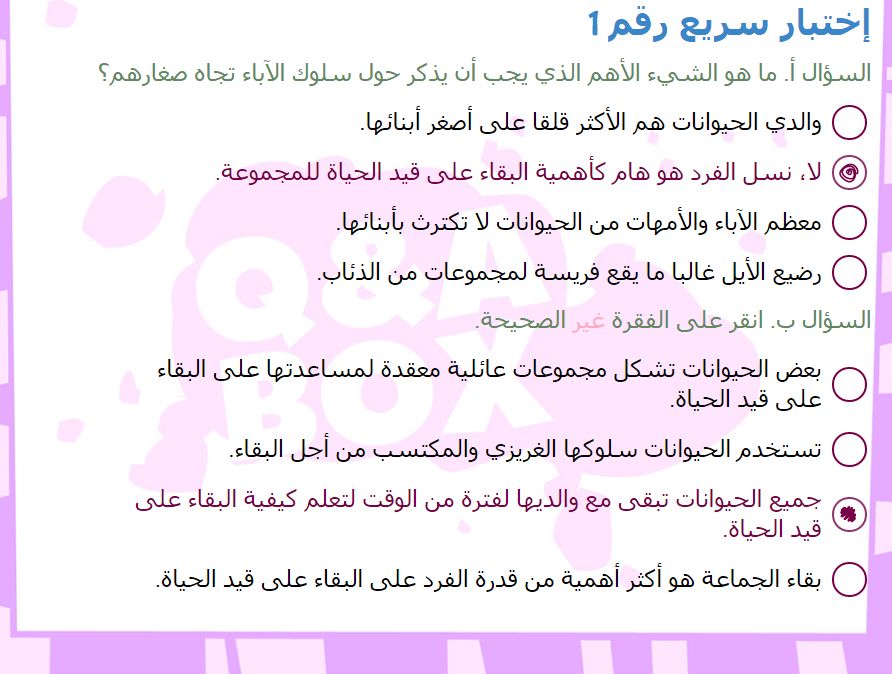 إختبار سريع رقم 1
السؤال أ. ما هو الشيء الأهم الذي يجب أن يذكر حول سلوك الآباء تجاه صغارهم؟
والدي الحيوانات هم الأكثر قلقا على أصغر أبنائها.
لا، نسل الفرد هو هام كأهمية البقاء على قيد الحياة للمجموعة.
معظم الآباء والأمهات من الحيوانات لا تكترث بأبنائها.
رضيع الأيل غالبا ما يقع فريسة لمجموعات من الذئاب.
السؤال ب. انقر على الفقرة غير الصحيحة.
بعض الحيوانات تشكل مجموعات عائلية معقدة لمساعدتها على البقاء
على قيد الحياة.
تستخدم الحيوانات سلوكها الغريزي والمكتسب من أجل البقاء.
جميع الحيوانات تبقى مع والديها لفترة من الوقت لتعلم كيفية البقاء على
قيد الحياة.
بقاء الجماعة هو أكثر أهمية من قدرة الفرد على البقاء على قيد الحياة.
Q&A
BOX